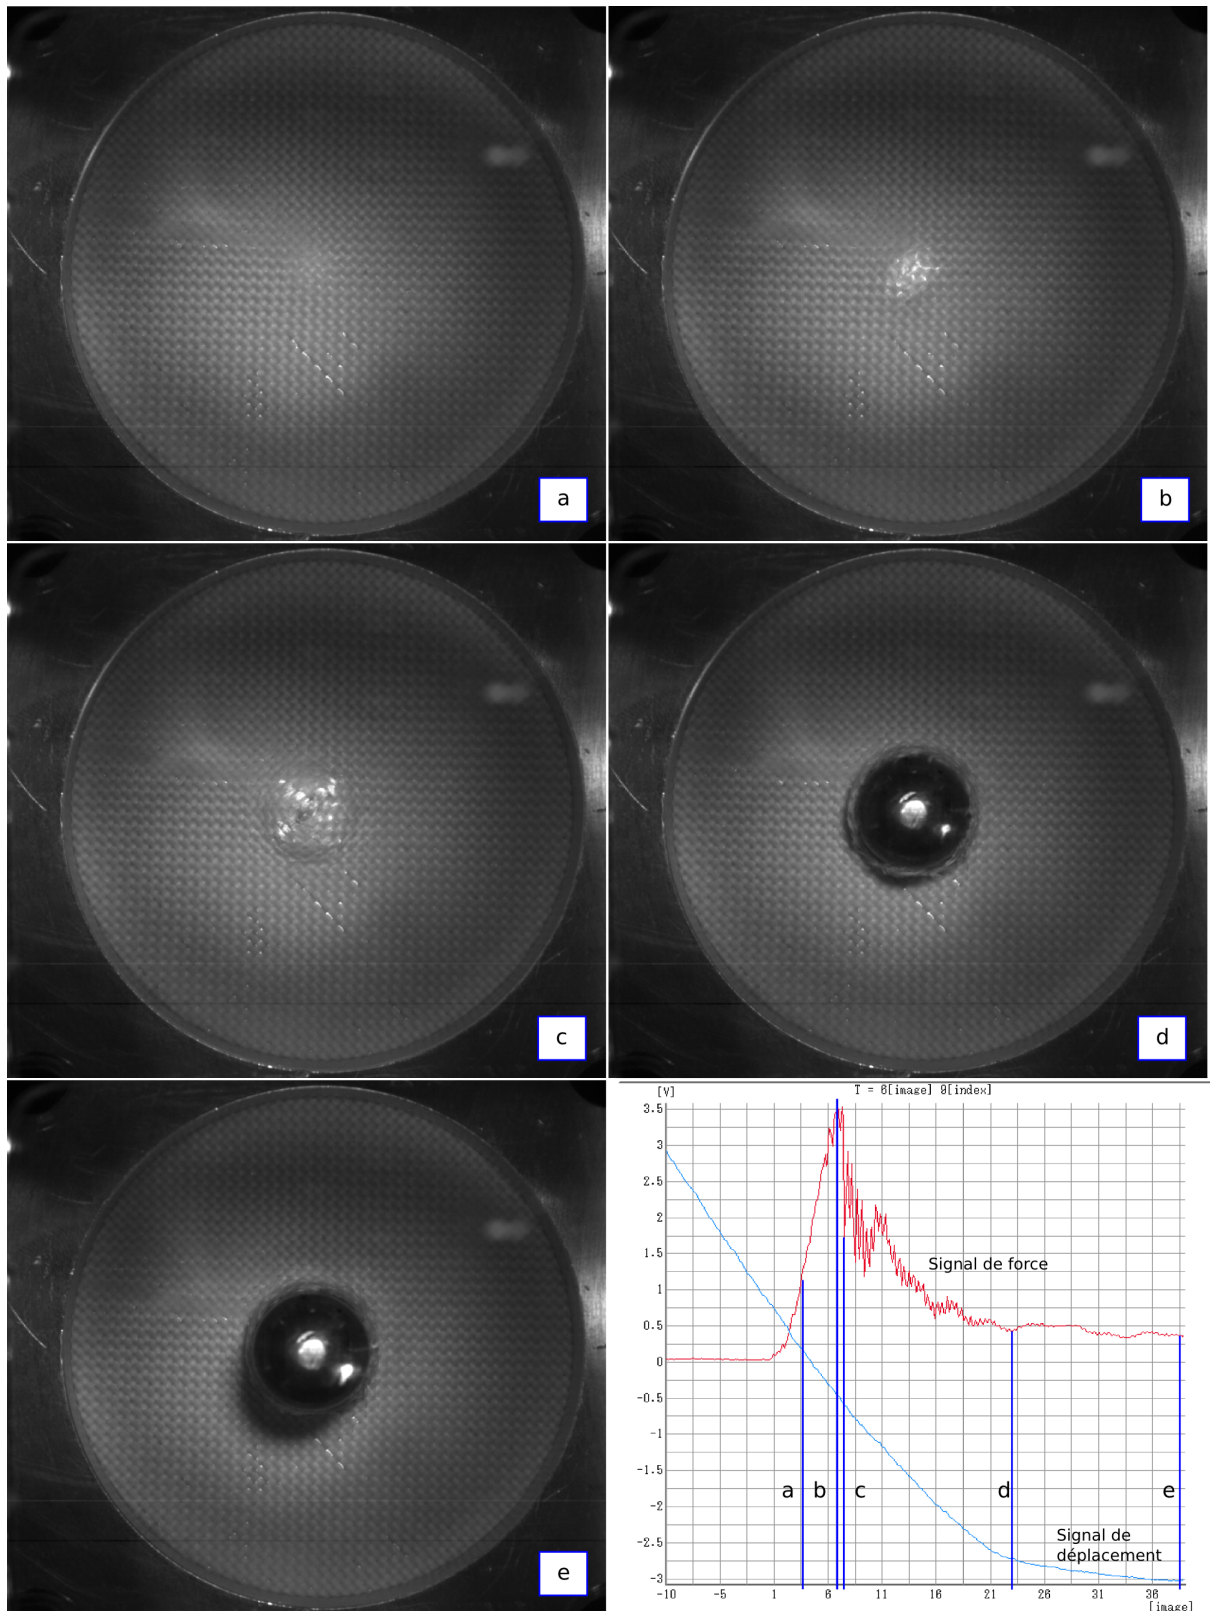 a
b
c
d
e
[V]
T = 6[image] 9[index]
3.5
3
2.5
2
1.5
1
0.5
0
-0.5
-1
-1.5
-2
-2.5
-3
Signal de force
a b c d e
Signal de
déplacement
-10 -5 1 6 11 16 21 26 31 36
[image]